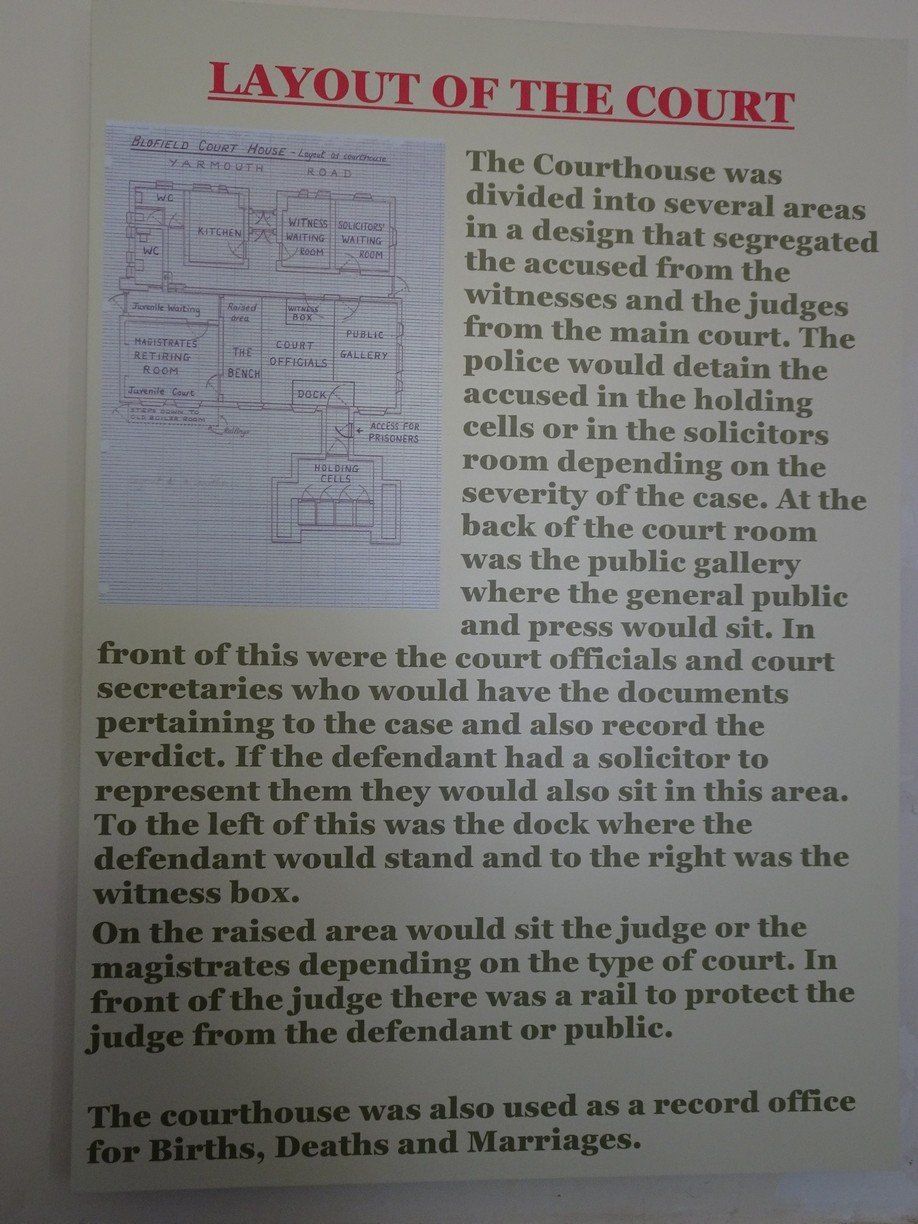 LAYOUT OF THE COURT
BLOFIELD COURT HOUSE - Layout as courthouse
YARMOUTH ROAD
WC
KITCHEN
WITNESS
WAITING
ROOM
SOLICITORS'
WAITING
ROOM
WC
Juvenile Waiting
Raised
area
WITNESS
BOX
PUBLIC
GALLERY
MAGISTRATES
RETIRING
ROOM
THE
BENCH
COURT
OFFICIALS
Juvenile Court
DOCK
STEPS DOWN TO
OLD BOILER ROOM
Railings
ACCESS FOR
PRISONERS
HOLDING
CELLS
The Courthouse was
divided into several areas
in a design that segregated
the accused from the
witnesses and the judges
from the main court. The
police would detain the
accused in the holding
cells or in the solicitors
room depending on the
severity of the case. At the
back of the court room
was the public gallery
where the general public
and press would sit. In
front of this were the court officials and court
secretaries who would have the documents
pertaining to the case and also record the
verdict. If the defendant had a solicitor to
represent them they would also sit in this area.
To the left of this was the dock where the
defendant would stand and to the right was the
witness box.
On the raised area would sit the judge or the
magistrates depending on the type of court. In
front of the judge there was a rail to protect the
judge from the defendant or public.
The courthouse was also used as a record office
for Births, Deaths and Marriages.